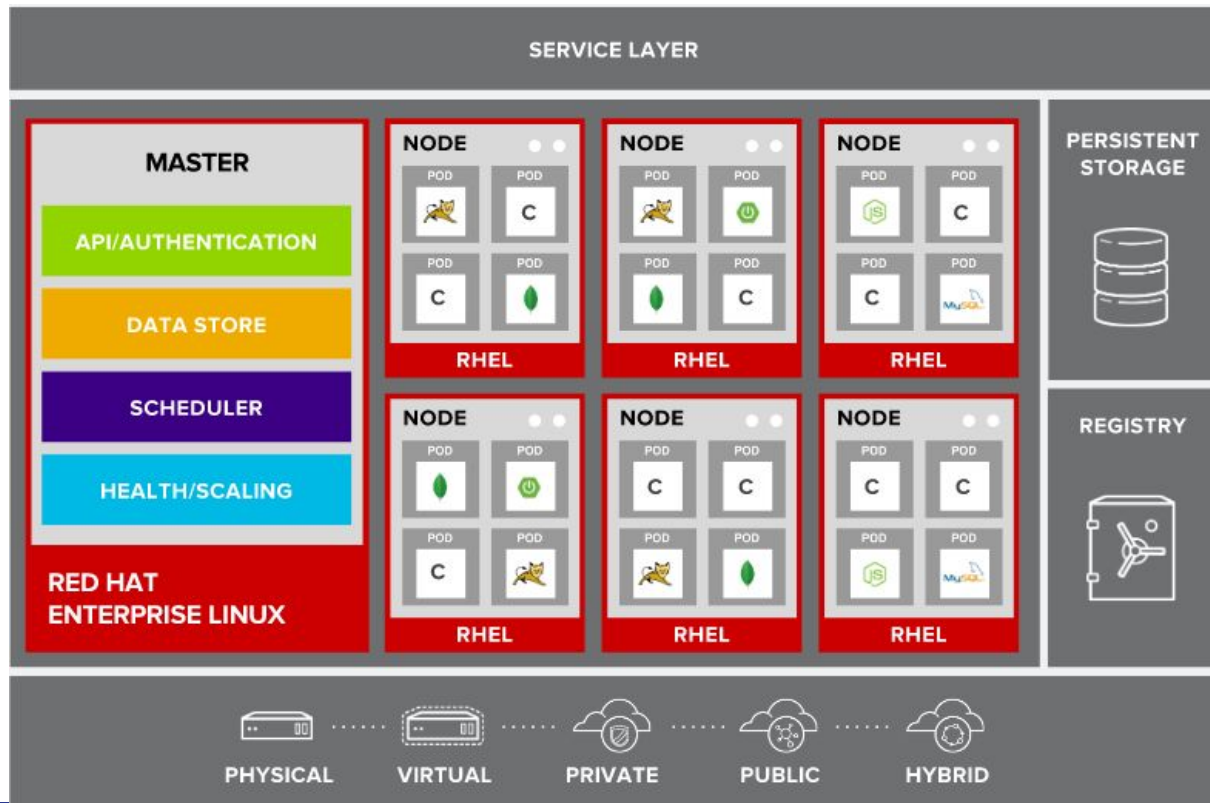 SERVICE LAYER
MASTER
API/AUTHENTICATION
DATA STORE
SCHEDULER
HEALTH/SCALING
RED HAT
ENTERPRISE LINUX
NODE
POD
POD
C
POD
POD
C
RHEL
NODE
POD
POD
POD
POD
C
RHEL
NODE
POD
POD
JS
C
POD
POD
C
MySQL
RHEL
NODE
POD
POD
POD
POD
C
RHEL
NODE
POD
POD
C
C
POD
POD
RHEL
NODE
POD
POD
C
C
POD
POD
JS
MySQL
RHEL
PERSISTENT
STORAGE
REGISTRY
PHYSICAL
VIRTUAL
PRIVATE
PUBLIC
HYBRID